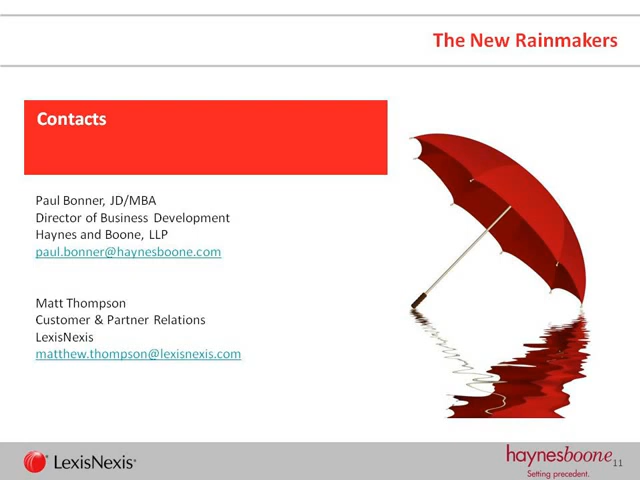 The New Rainmakers
Contacts
Paul Bonner, JD/MBA
Director of Business Development
Haynes and Boone, LLP
paul.bonner@haynesboone.com
Matt Thompson
Customer & Partner Relations
LexisNexis
matthew.thompson@lexisnexis.com
LexisNexis®
haynesboone
Setting precedent.
11